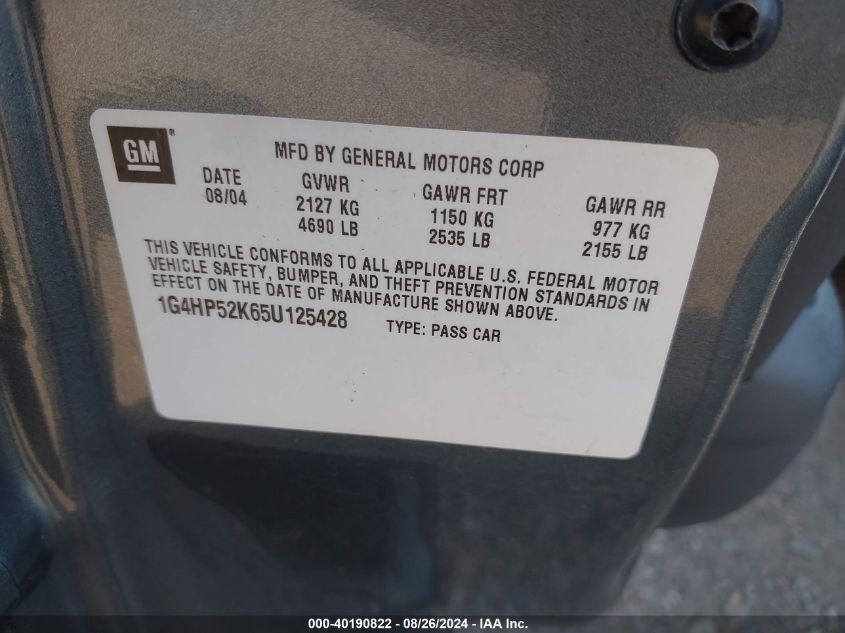 GM®
MFD BY GENERAL MOTORS CORP
DATE GVWR GAWR FRT GAWR RR
08/04 2127 KG 1150 KG 977 KG
4690 LB 2535 LB 2155 LB
THIS VEHICLE CONFORMS TO ALL APPLICABLE U.S. FEDERAL MOTOR
VEHICLE SAFETY, BUMPER, AND THEFT PREVENTION STANDARDS IN
EFFECT ON THE DATE OF MANUFACTURE SHOWN ABOVE.
1G4HP52K65U125428 TYPE: PASS CAR
000-40190822 - 08/26/2024 - IAA Inc.